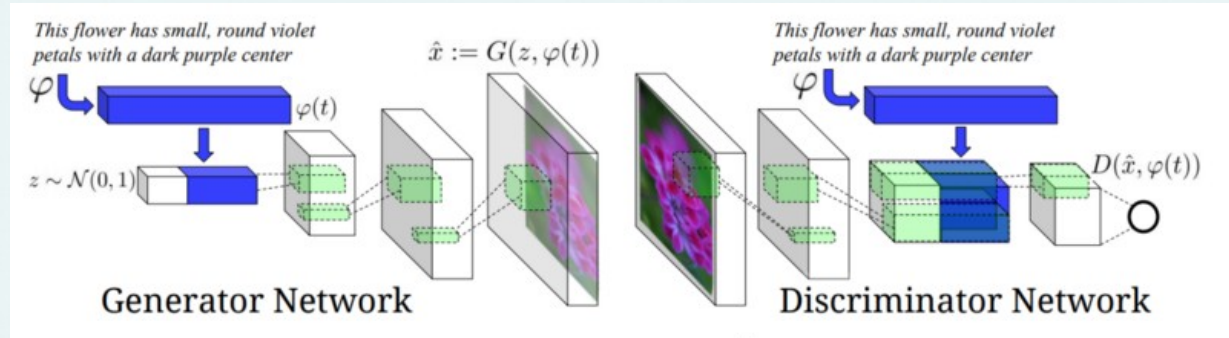 This flower has small, round violet
petals with a dark purple center
φ
φ(t)
z ~ N(0, 1)
x̂ := G(z, φ(t))
Generator Network
This flower has small, round violet
petals with a dark purple center
φ
D(x̂, φ(t))
Discriminator Network